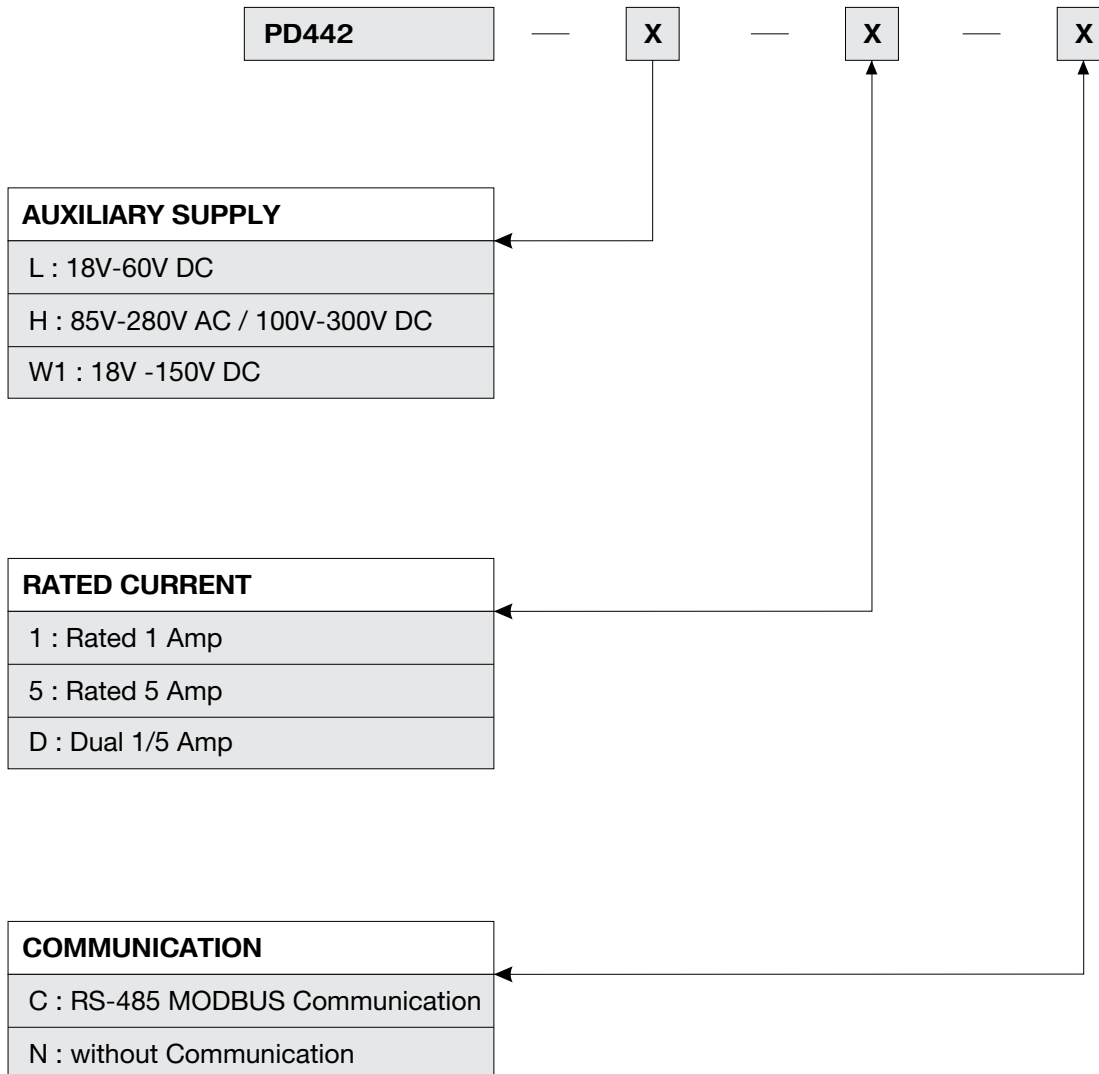 PD442 — X — X — X
AUXILIARY SUPPLY
L : 18V-60V DC
H : 85V-280V AC / 100V-300V DC
W1 : 18V -150V DC
RATED CURRENT
1 : Rated 1 Amp
5 : Rated 5 Amp
D : Dual 1/5 Amp
COMMUNICATION
C : RS-485 MODBUS Communication
N : without Communication